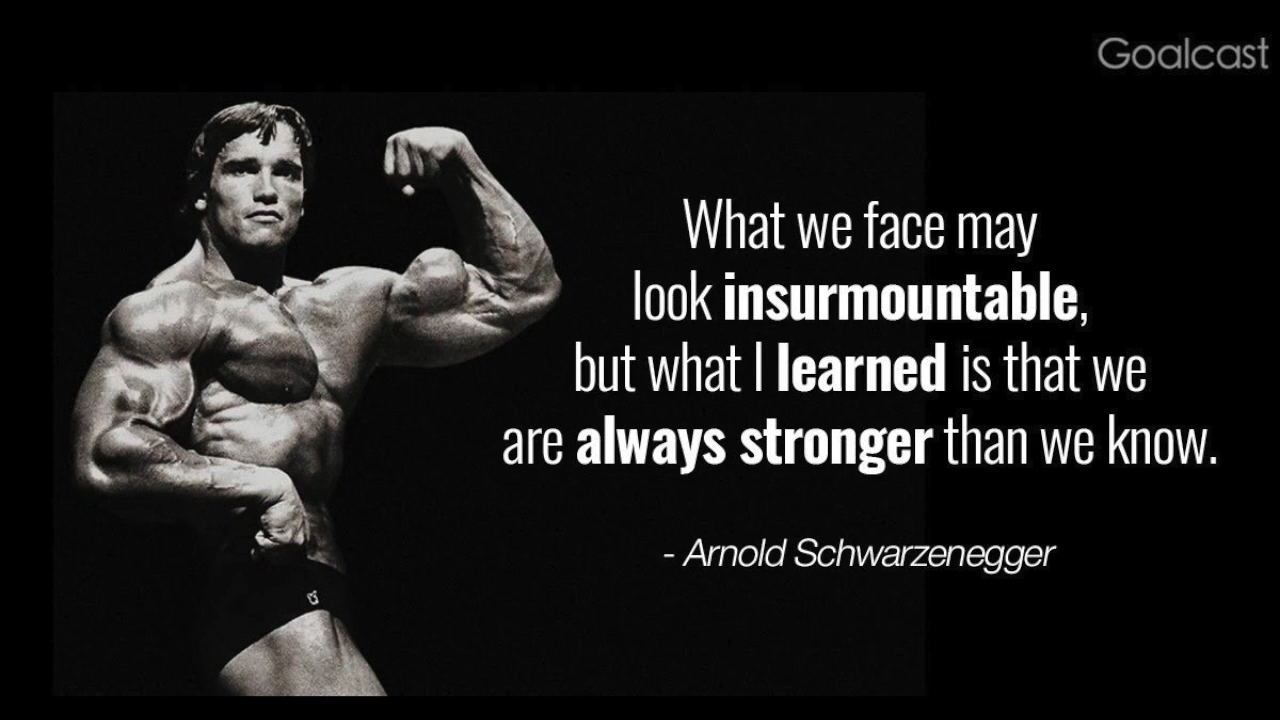 Goalcast
What we face may
look insurmountable,
but what I learned is that we
are always stronger than we know.
- Arnold Schwarzenegger